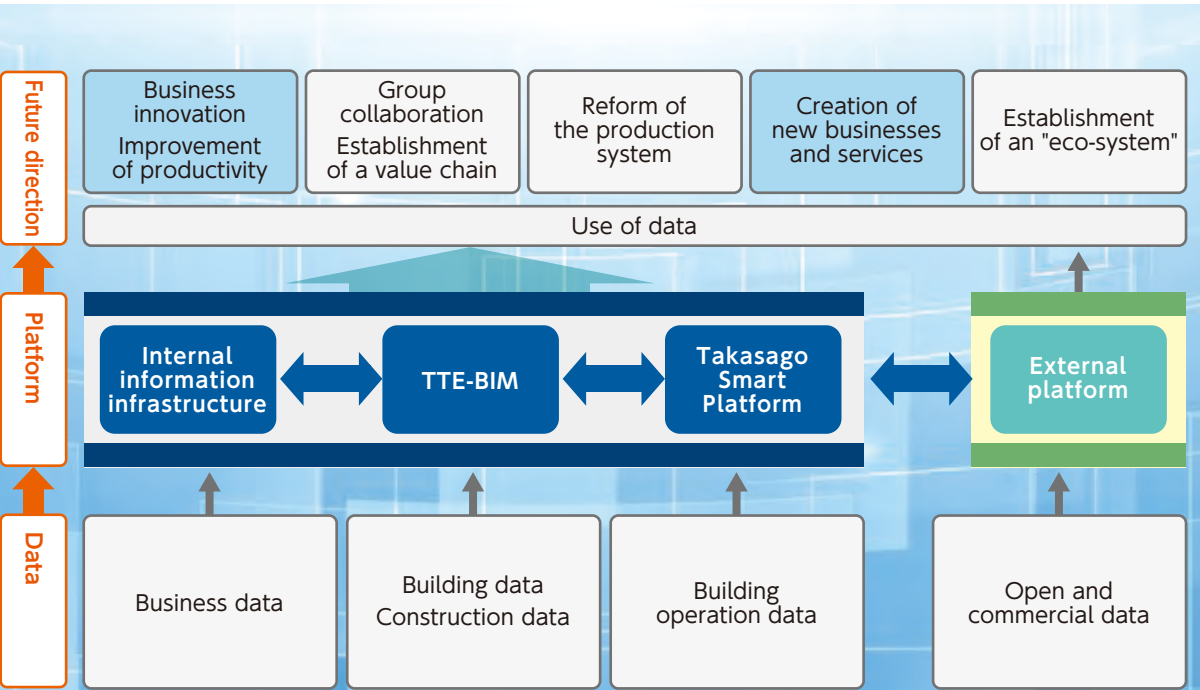 Future direction
Business
innovation
Improvement
of productivity
Group
collaboration
Establishment
of a value chain
Reform of
the production
system
Creation of
new businesses
and services
Establishment
of an "eco-system"
Use of data
Platform
Internal
information
infrastructure
TTE-BIM
Takasago
Smart
Platform
External
platform
Data
Business data
Building data
Construction data
Building
operation data
Open and
commercial data